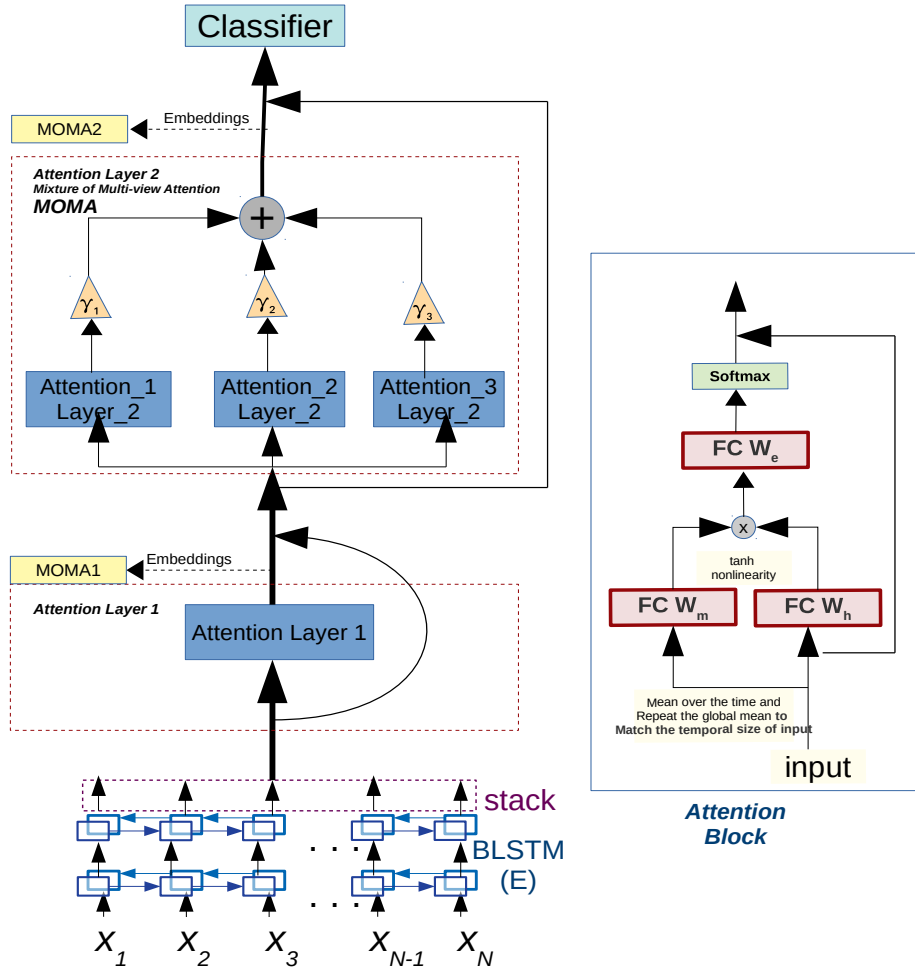 Classifier
MOMA2
Embeddings
Attention Layer 2
Mixture of Multi-view Attention
MOMA
+
γ1
γ2
γ3
Attention_1
Layer_2
Attention_2
Layer_2
Attention_3
Layer_2
MOMA1
Embeddings
Attention Layer 1
Attention Layer 1
stack
. . .
BLSTM
(E)
. . .
X1 X2 X3 XN-1 XN
Softmax
FC We
x
tanh
nonlinearity
FC Wm
FC Wh
Mean over the time and
Repeat the global mean to
Match the temporal size of input
input
Attention
Block